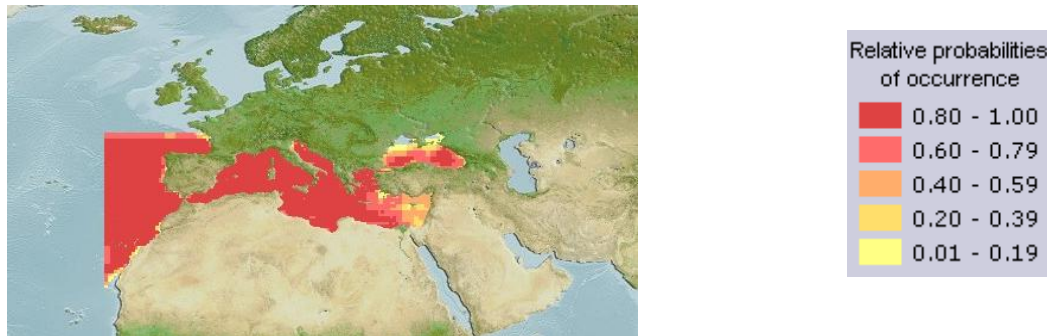 Relative probabilities
of occurrence
0.80 - 1.00
0.60 - 0.79
0.40 - 0.59
0.20 - 0.39
0.01 - 0.19